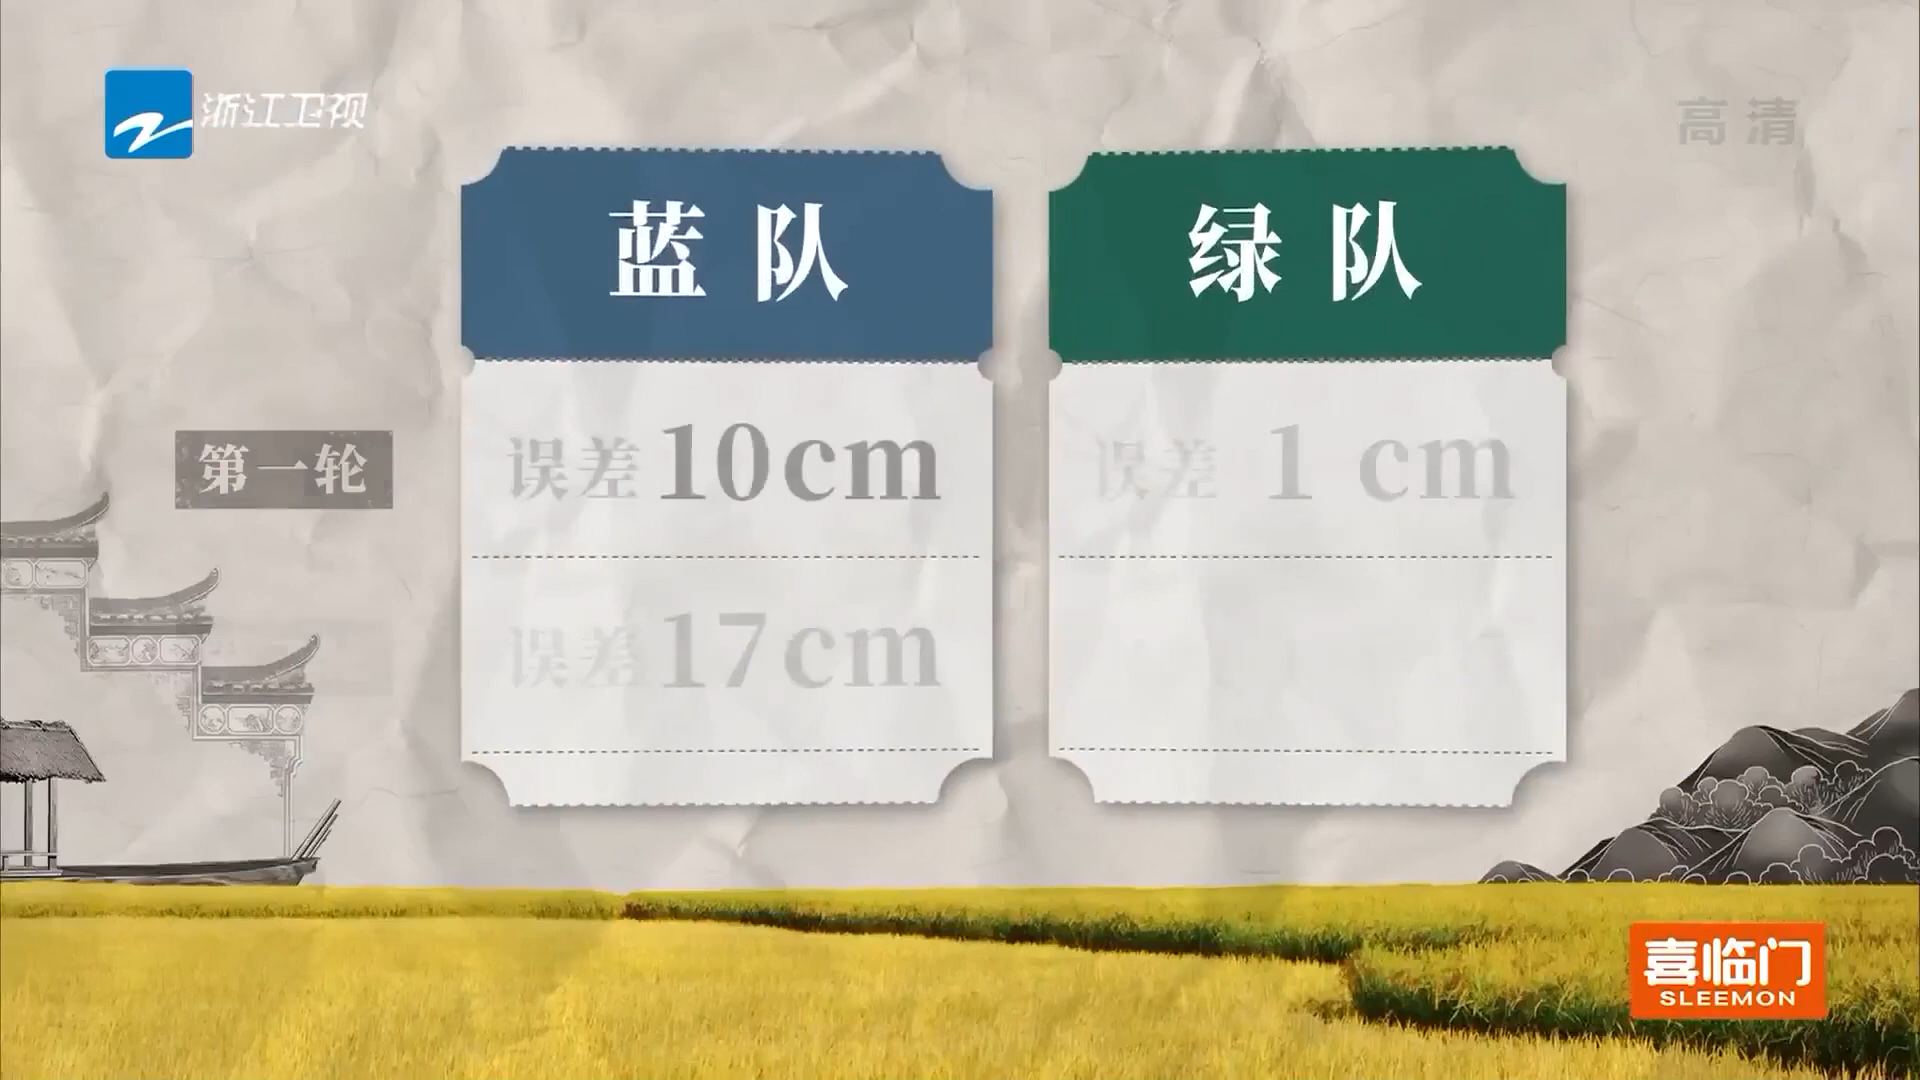 浙江卫视
高清
蓝队
绿队
第一轮
误差10cm
误差 1 cm
误差17cm
喜临门
SLEEMON